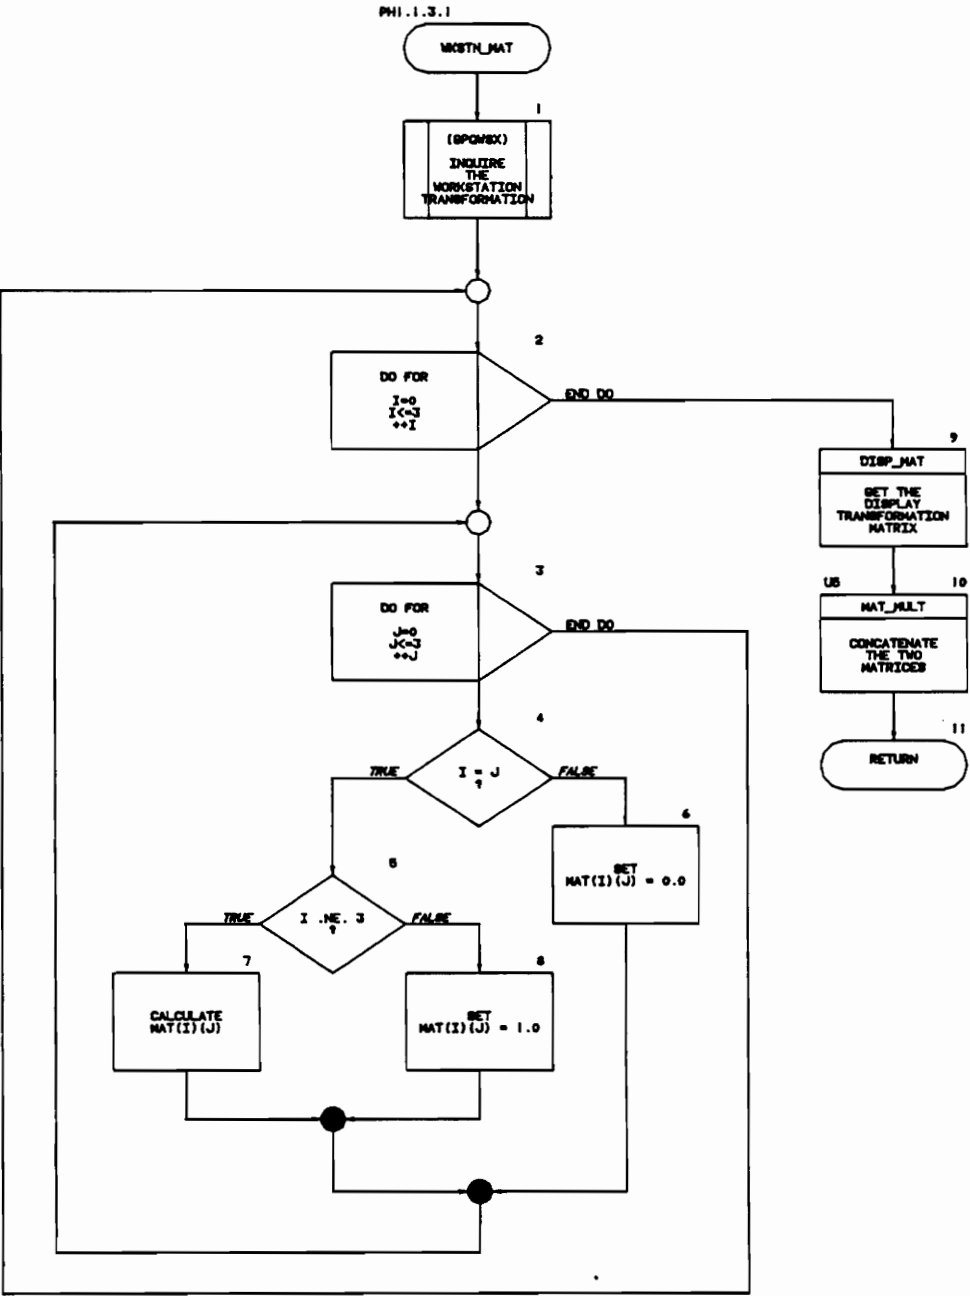 PH1.1.3.1
WKSTN_MAT
1
(GPQWSX)
INQUIRE
THE
WORKSTATION
TRANSFORMATION
2
DO FOR
I=0
I<=3
++I
END DO
9
DISP_MAT
GET THE
DISPLAY
TRANSFORMATION
MATRIX
3
DO FOR
J=0
J<=3
++J
END DO
U5
10
MAT_MULT
CONCATENATE
THE TWO
MATRICES
11
RETURN
4
TRUE
I = J
?
FALSE
6
SET
MAT(I)(J) = 0.0
5
TRUE
I .NE. 3
?
FALSE
7
CALCULATE
MAT(I)(J)
8
SET
MAT(I)(J) = 1.0